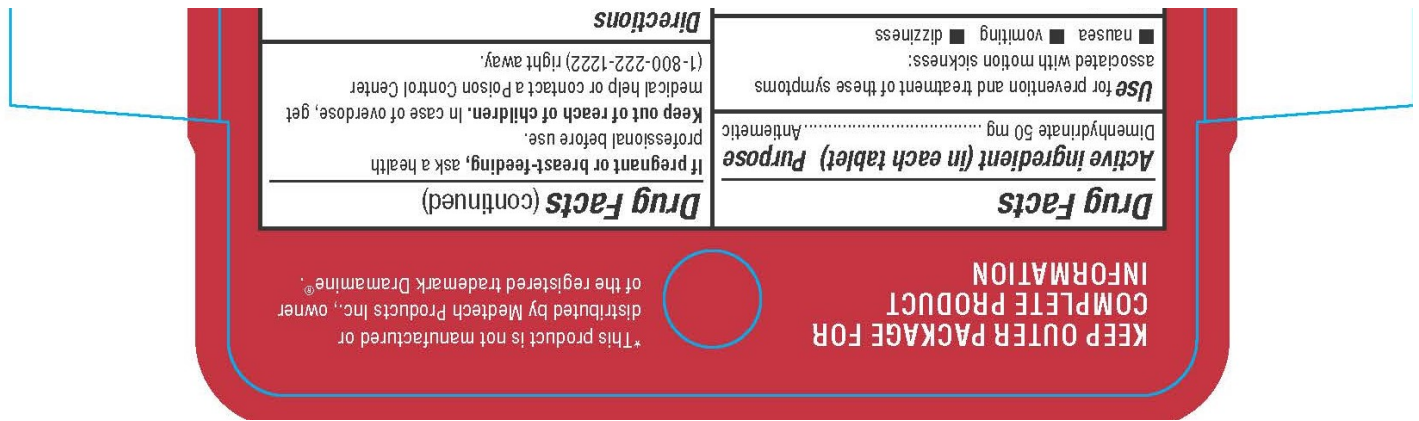 KEEP OUTER PACKAGE FOR
COMPLETE PRODUCT
INFORMATION
*This product is not manufactured or
distributed by Medtech Products Inc., owner
of the registered trademark Dramamine®.
Drug Facts
Active ingredient (in each tablet) Purpose
Dimenhydrinate 50 mg ....................................Antiemetic
Use for prevention and treatment of these symptoms
associated with motion sickness:
■ nausea ■ vomiting ■ dizziness
Drug Facts (continued)
If pregnant or breast-feeding, ask a health
professional before use.
Keep out of reach of children. In case of overdose, get
medical help or contact a Poison Control Center
(1-800-222-1222) right away.
Directions